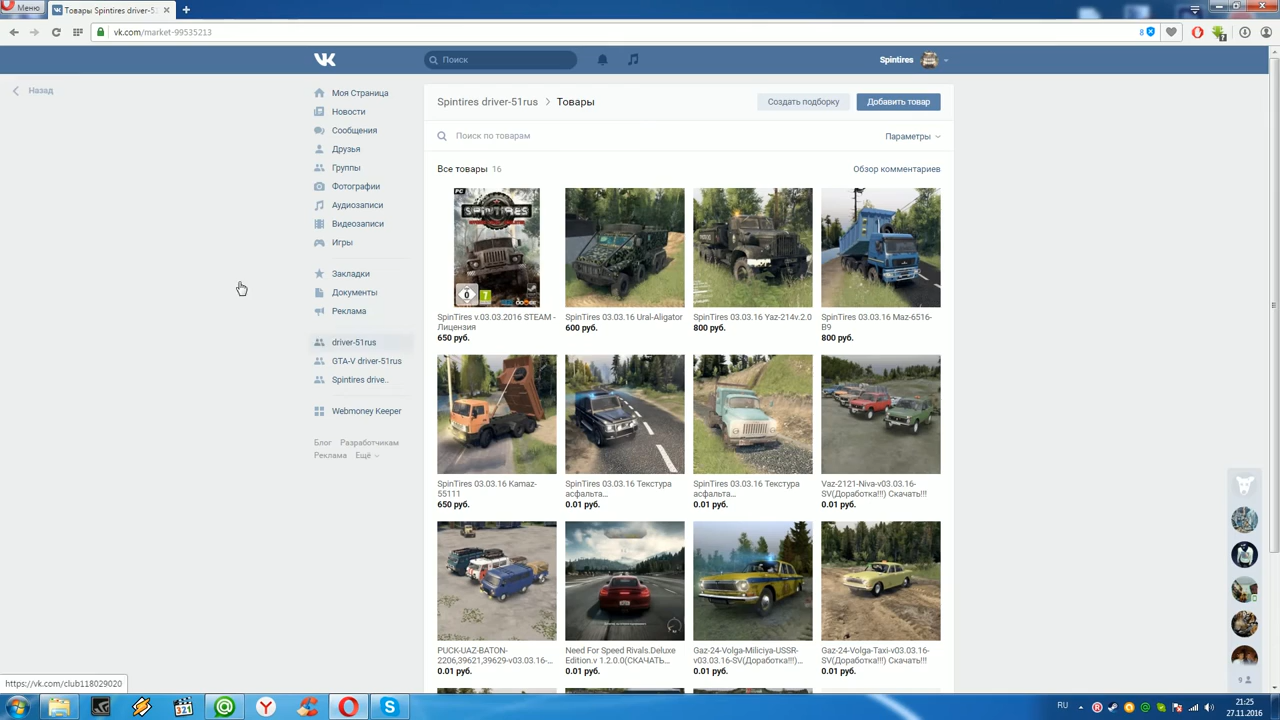 Меню
Товары Spintires driver-5
vk.com/market-99535213
8
7
Поиск
Spintires
Назад
Моя Страница
Новости
Сообщения
Друзья
Группы
Фотографии
Аудиозаписи
Видеозаписи
Игры
Закладки
Документы
Реклама
driver-51rus
GTA-V driver-51rus
Spintires drive..
Webmoney Keeper
Блог Разработчикам
Реклама Ещё
Spintires driver-51rus Товары
Создать подборку
Добавить товар
Поиск по товарам
Параметры
Все товары 16
Обзор комментариев
PC
SPINTIRES
0
7
SpinTires v.03.03.2016 STEAM -
Лицензия
650 руб.
SpinTires 03.03.16 Ural-Aligator
600 руб.
SpinTires 03.03.16 Yaz-214v.2.0
800 руб.
SpinTires 03.03.16 Maz-6516-
B9
800 руб.
SpinTires 03.03.16 Kamaz-
55111
650 руб.
SpinTires 03.03.16 Текстура
асфальта...
0.01 руб.
SpinTires 03.03.16 Текстура
асфальта...
0.01 руб.
Vaz-2121-Niva-v03.03.16-
SV(Доработка!!!) Скачать!!!
0.01 руб.
PUCK-UAZ-BATON-
2206,39621,39629-v03.03.16-...
0.01 руб.
Need For Speed Rivals.Deluxe
Edition.v 1.2.0.0(СКАЧАТЬ...
0.01 руб.
Gaz-24-Volga-Miliciya-USSR-
v03.03.16-SV(Доработка!!!)...
0.01 руб.
Gaz-24-Volga-Taxi-v03.03.16-
SV(Доработка!!!) Скачать!!!
0.01 руб.
9
https://vk.com/club118029020
321
RU
21:25
27.11.2016